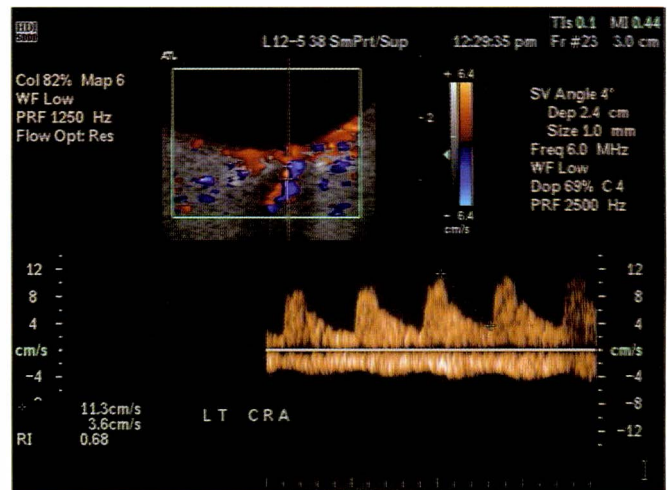 HDI
5000
TIs 0.1 MI 0.44
L12-5 38 SmPrt/Sup 12:29:35 pm Fr #23 3.0 cm
ATL
Col 82% Map 6
WF Low
PRF 1250 Hz
Flow Opt: Res
+ 6.4
- 2
- 6.4
cm/s
SV Angle 4°
Dep 2.4 cm
Size 1.0 mm
Freq 6.0 MHz
WF Low
Dop 69% C 4
PRF 2500 Hz
12
8
4
cm/s
-4
12
8
4
cm/s
-4
-8
-12
11.3cm/s
3.6cm/s
RI 0.68
LT CRA